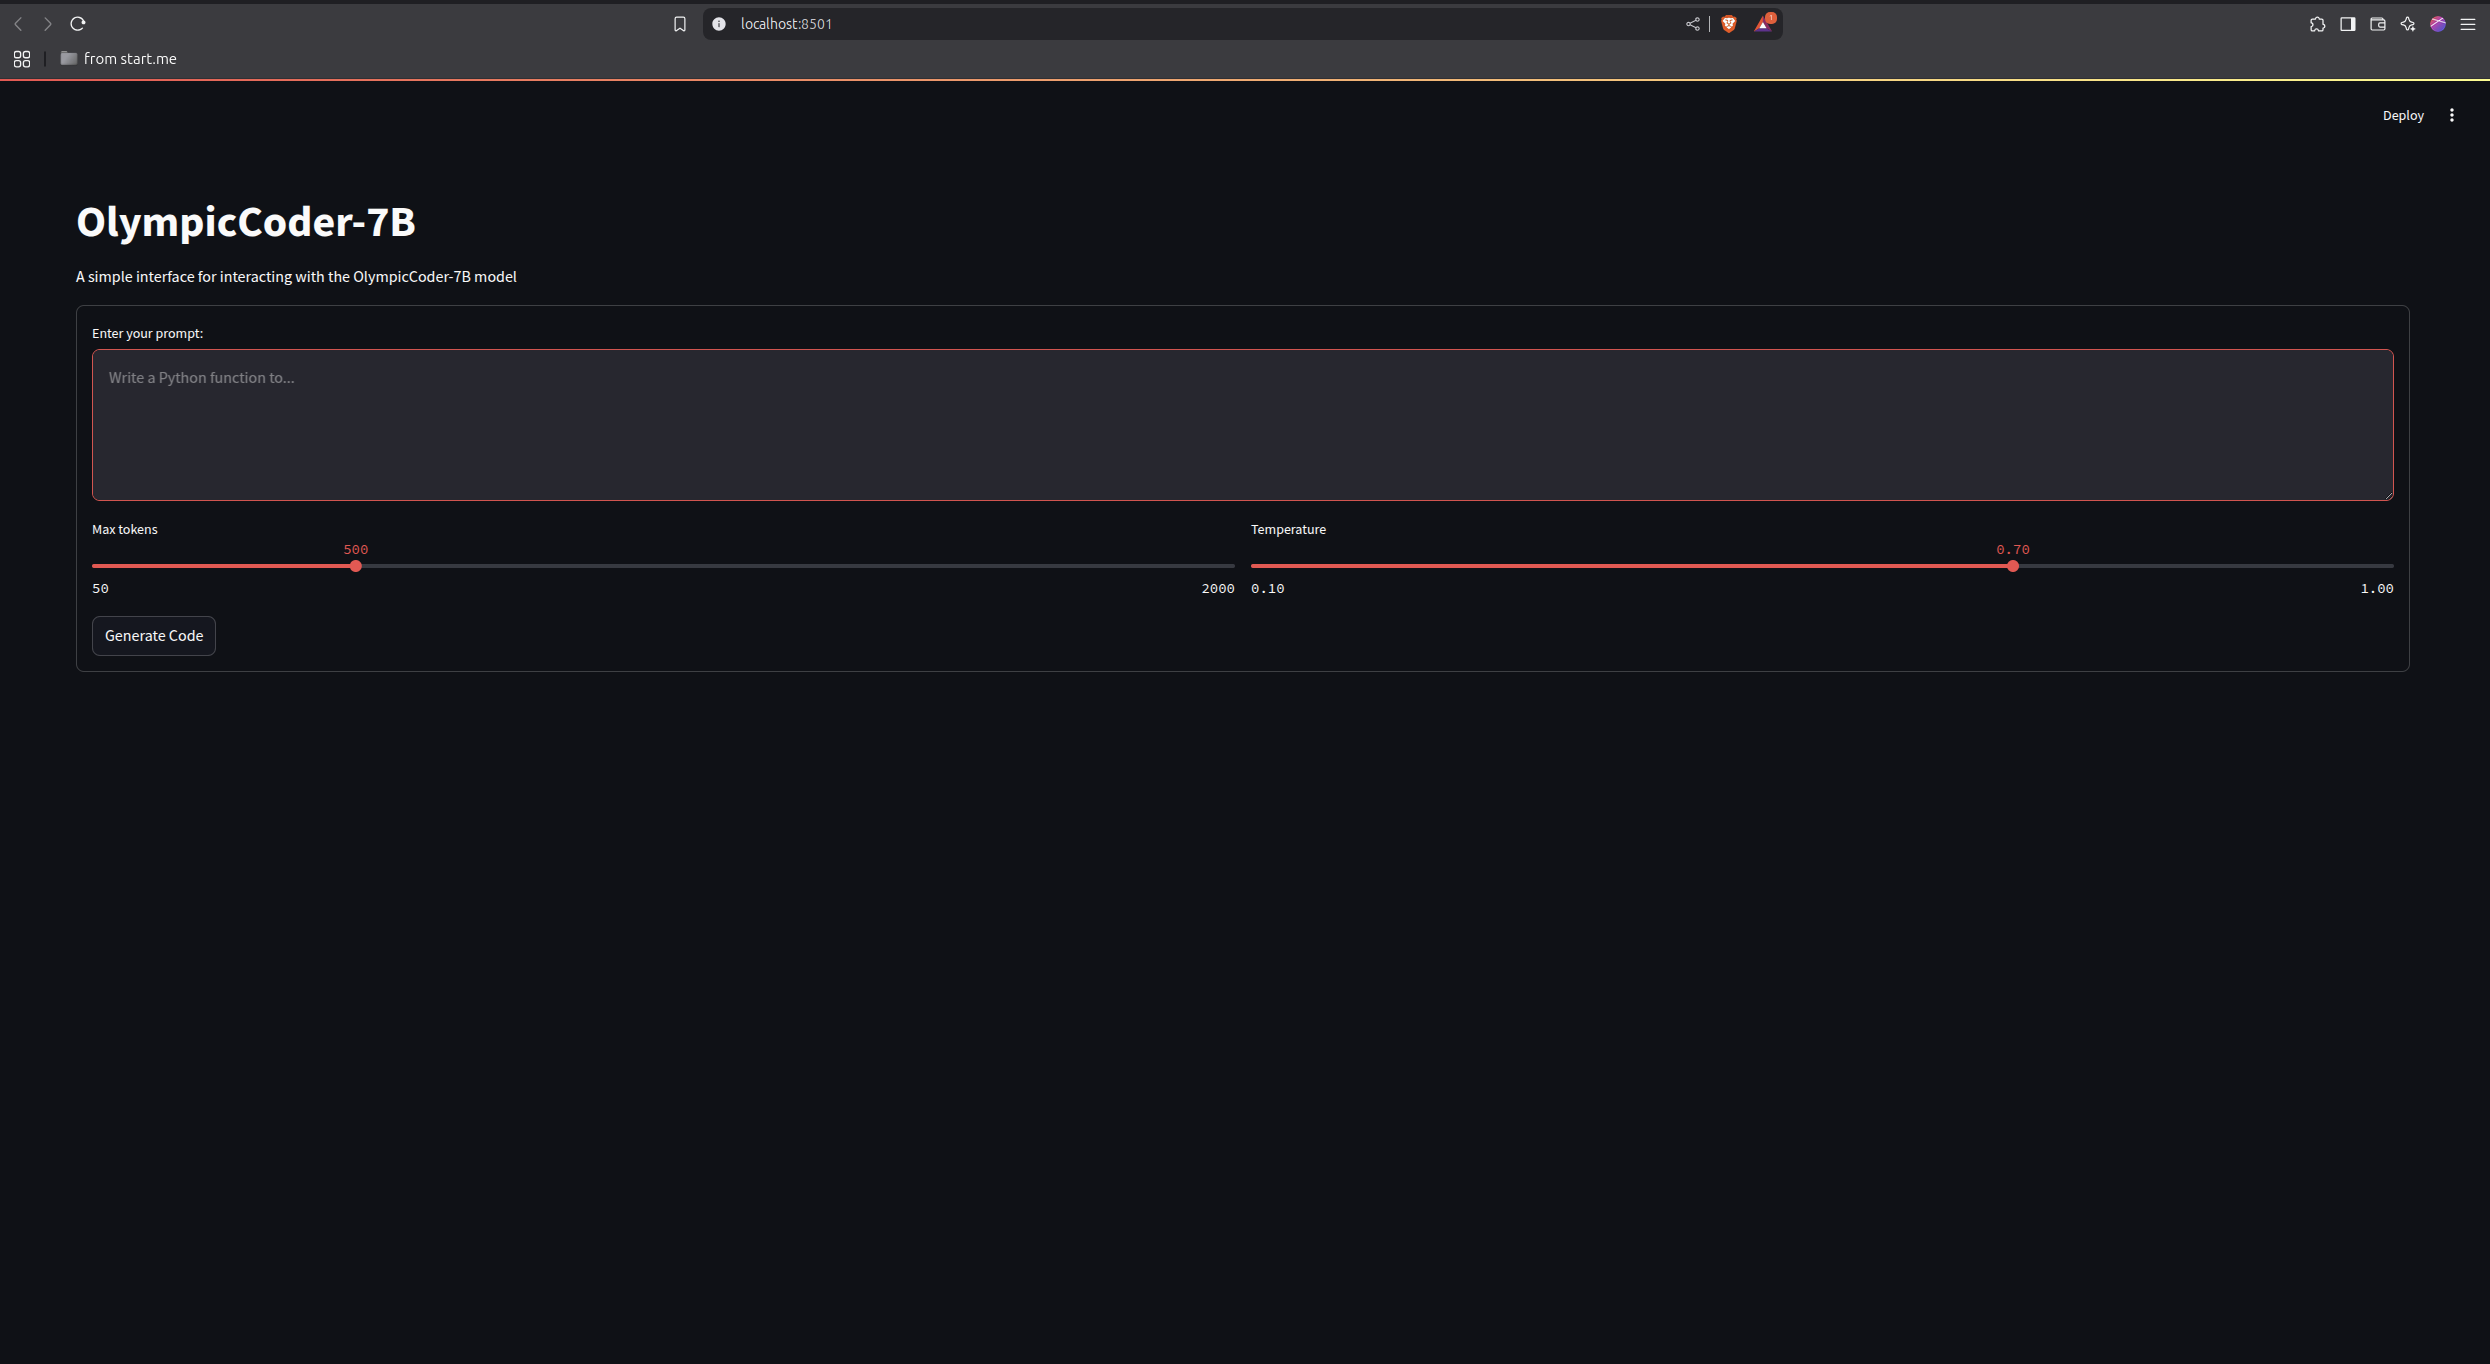 localhost:8501
1
from start.me
Deploy
OlympicCoder-7B
A simple interface for interacting with the OlympicCoder-7B model
Enter your prompt:
Write a Python function to...
Max tokens
500
50
2000
Temperature
0.70
0.10
1.00
Generate Code